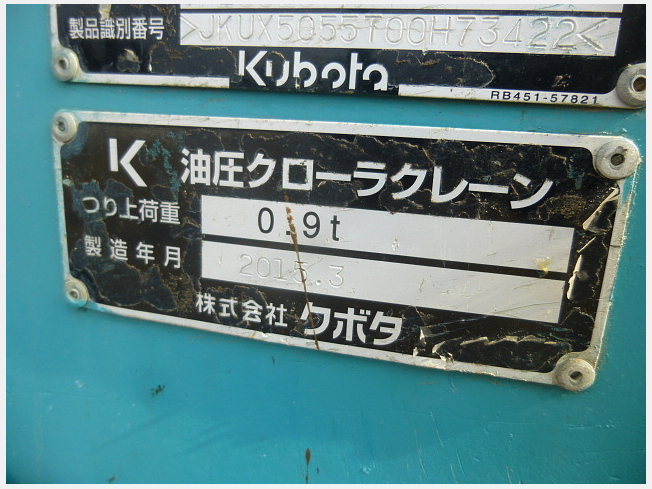 製品識別番号 >JKUX5055T00H73422<
Kubota
RB451-57821
K 油圧クローラクレーン
つり上荷重 0.9t
製造年月 2015.3
株式会社 クボタ